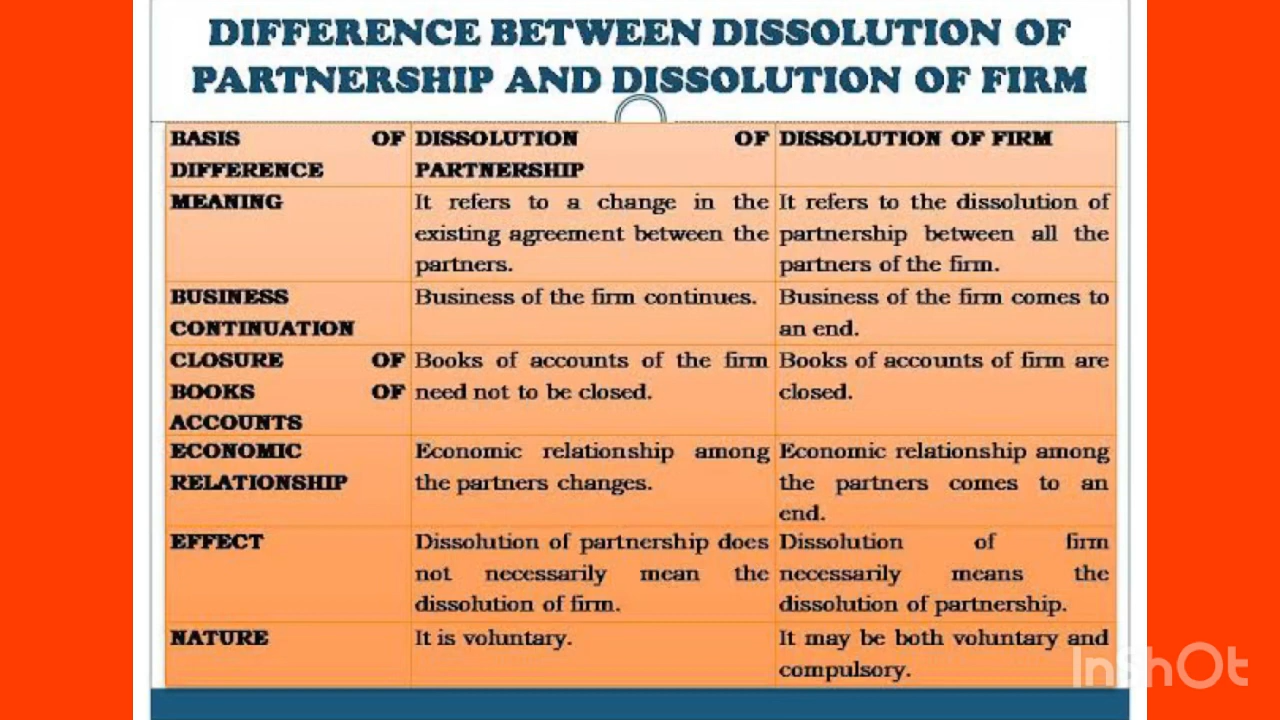 DIFFERENCE BETWEEN DISSOLUTION OF
PARTNERSHIP AND DISSOLUTION OF FIRM
BASIS OF
DIFFERENCE
DISSOLUTION OF
PARTNERSHIP
DISSOLUTION OF FIRM
MEANING
It refers to a change in the
existing agreement between the
partners.
It refers to the dissolution of
partnership between all the
partners of the firm.
BUSINESS
CONTINUATION
Business of the firm continues.
Business of the firm comes to
an end.
CLOSURE OF
BOOKS OF
ACCOUNTS
Books of accounts of the firm
need not to be closed.
Books of accounts of firm are
closed.
ECONOMIC
RELATIONSHIP
Economic relationship among
the partners changes.
Economic relationship among
the partners comes to an
end.
EFFECT
Dissolution of partnership does
not necessarily mean the
dissolution of firm.
Dissolution of firm
necessarily means the
dissolution of partnership.
NATURE
It is voluntary.
It may be both voluntary and
compulsory.
InShOt